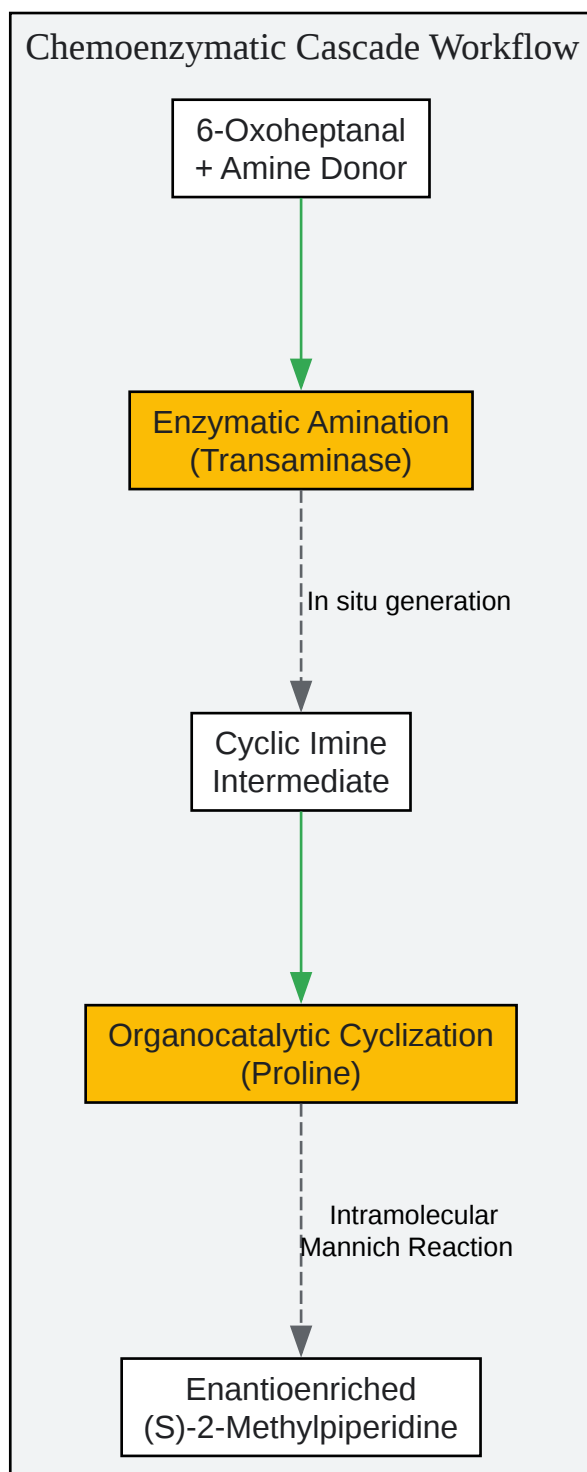 Chemoenzymatic Cascade Workflow
6-Oxoheptanal
+ Amine Donor
Enzymatic Amination
(Transaminase)
In situ generation
Cyclic Imine
Intermediate
Organocatalytic Cyclization
(Proline)
Intramolecular
Mannich Reaction
Enantioenriched
(S)-2-Methylpiperidine